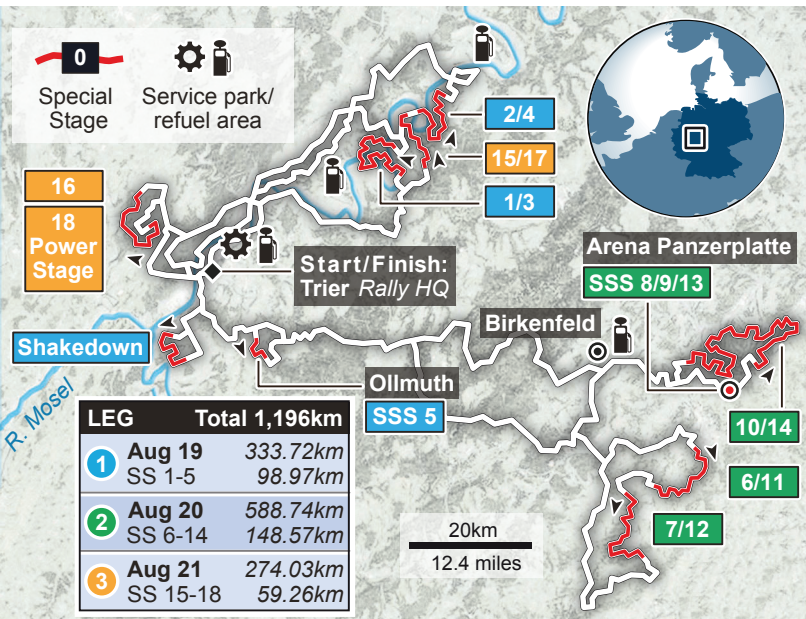 0
Special
Stage
Service park/
refuel area
2/4
15/17
1/3
16
18
Power
Stage
Start/Finish:
Trier Rally HQ
Arena Panzerplatte
SSS 8/9/13
Birkenfeld
Shakedown
Ollmuth
SSS 5
R. Mosel
10/14
6/11
7/12
20km
12.4 miles
LEG Total 1,196km
1 Aug 19 333.72km
SS 1-5 98.97km
2 Aug 20 588.74km
SS 6-14 148.57km
3 Aug 21 274.03km
SS 15-18 59.26km